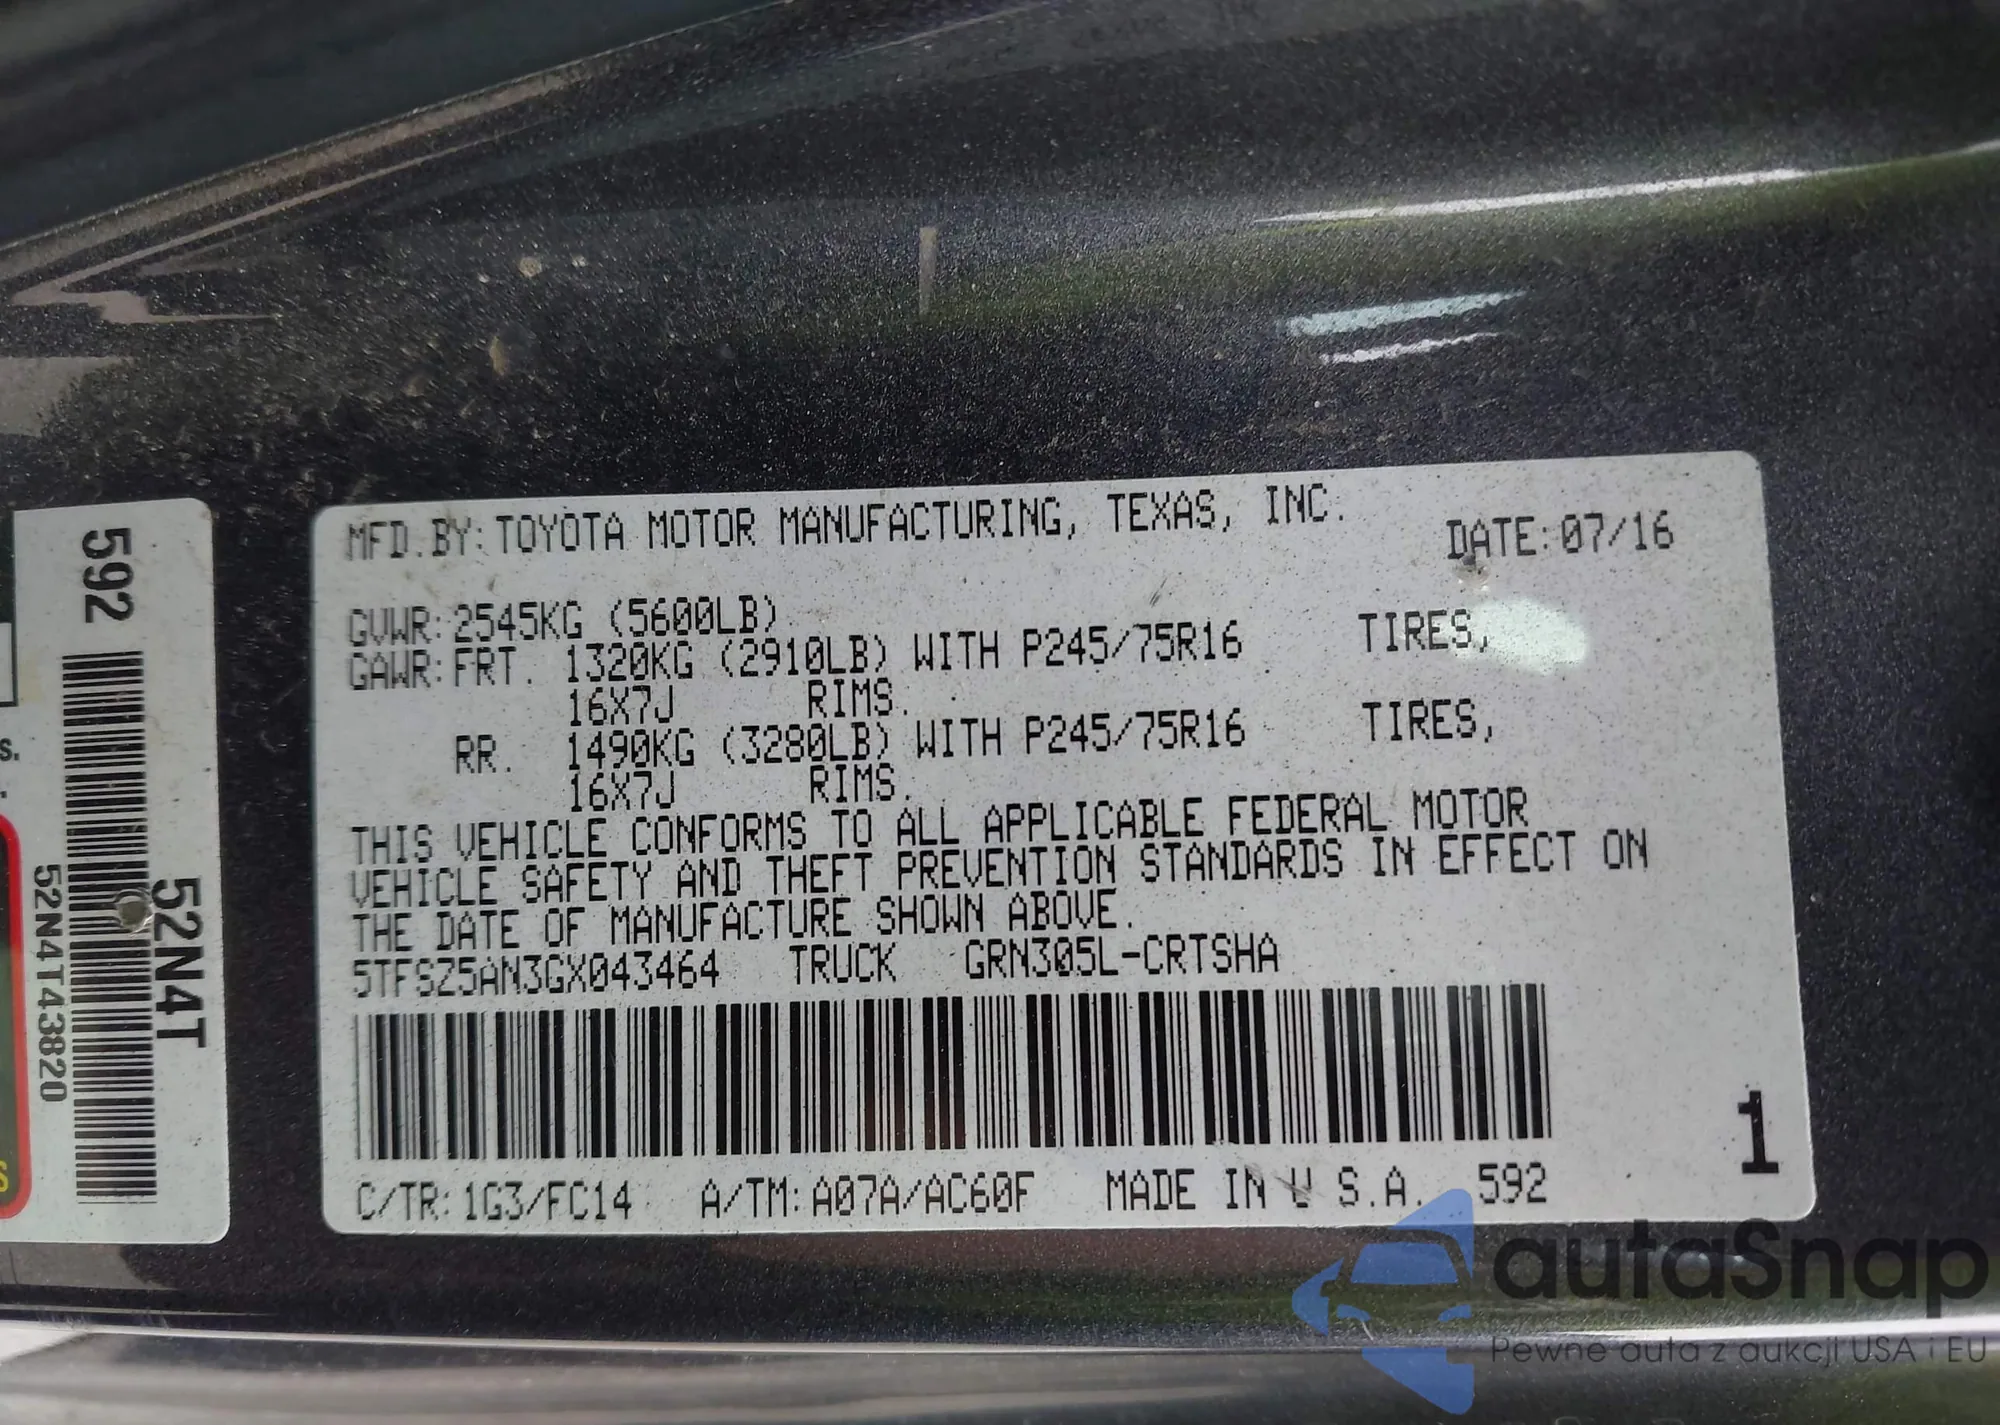 MFD.BY: TOYOTA MOTOR MANUFACTURING, TEXAS, INC.
DATE: 07/16
GVWR: 2545KG (5600LB)
GAWR: FRT. 1320KG (2910LB) WITH P245/75R16 TIRES,
16X7J RIMS.
RR. 1490KG (3280LB) WITH P245/75R16 TIRES,
16X7J RIMS.
THIS VEHICLE CONFORMS TO ALL APPLICABLE FEDERAL MOTOR
VEHICLE SAFETY AND THEFT PREVENTION STANDARDS IN EFFECT ON
THE DATE OF MANUFACTURE SHOWN ABOVE.
5TFSZ5AN3GX043464 TRUCK GRN305L-CRTSHA
C/TR: 1G3/FC14 A/TM: A07A/AC60F MADE IN U.S.A. 592
1
592
52N4T
52N4T43820
s.
S
autaSnap
Pewne auta z aukcji USA i EU